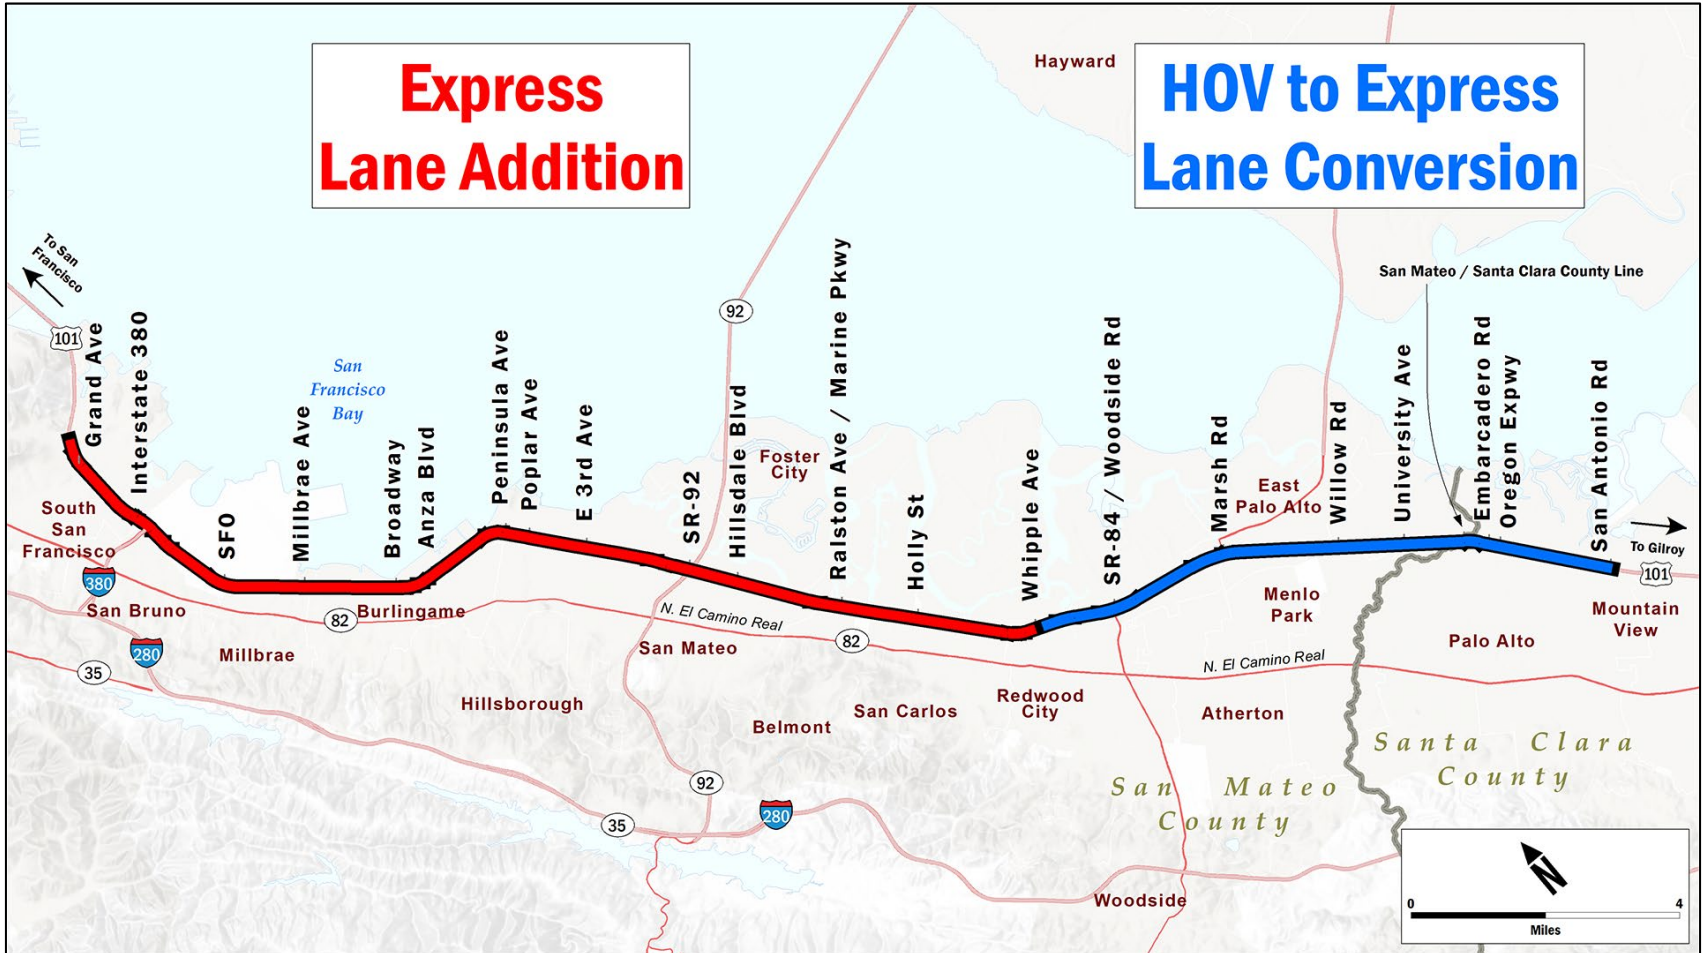 Express
Lane Addition
HOV to Express
Lane Conversion
Hayward
To San
Francisco
101
San Mateo / Santa Clara County Line
92
San
Francisco
Bay
Grand Ave
Interstate 380
SFO
Millbrae Ave
Broadway
Anza Blvd
Peninsula Ave
Poplar Ave
E 3rd Ave
SR-92
Hillsdale Blvd
Ralston Ave / Marine Pkwy
Holly St
Whipple Ave
SR-84 / Woodside Rd
Marsh Rd
Willow Rd
University Ave
Embarcadero Rd
Oregon Expwy
San Antonio Rd
Foster
City
East
Palo Alto
South
San
Francisco
To Gilroy
101
380
San Bruno
82
Burlingame
N. El Camino Real
82
Menlo
Park
Mountain
View
280
Millbrae
San Mateo
Palo Alto
N. El Camino Real
35
Hillsborough
Belmont
San Carlos
Redwood
City
Atherton
Santa Clara
County
San Mateo
County
92
280
35
Woodside
N
0
4
Miles